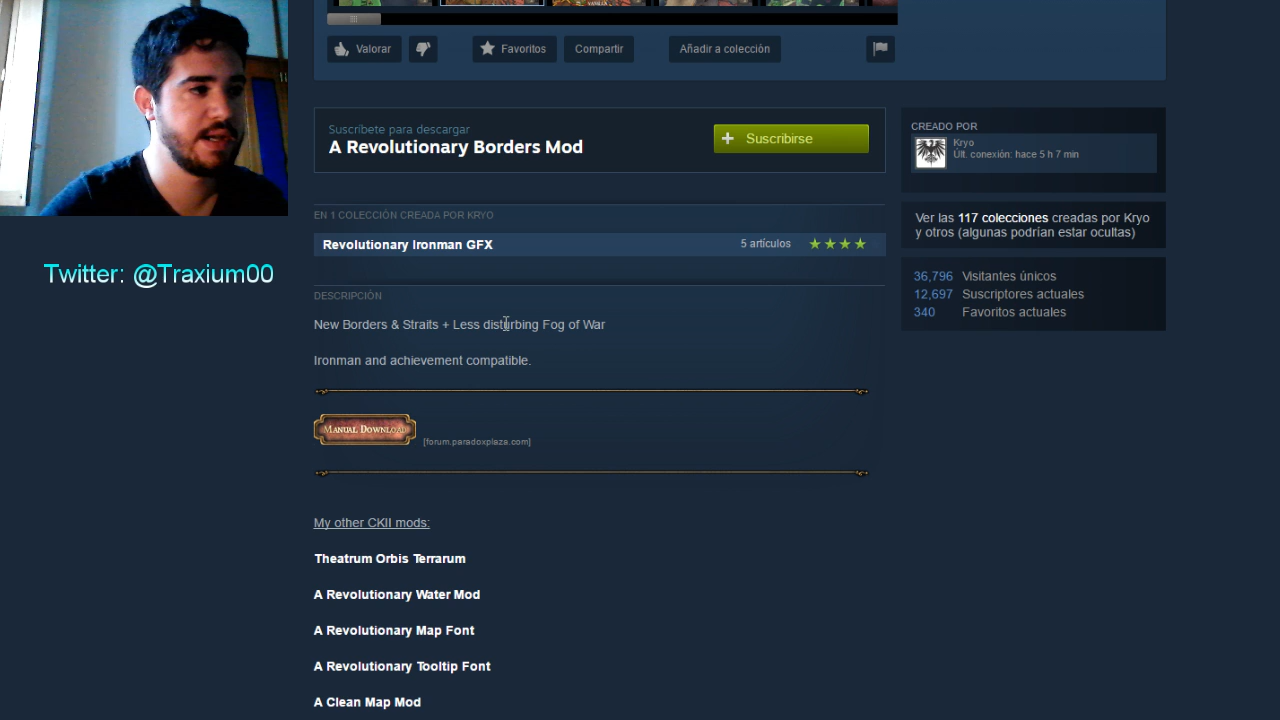 Valorar
Favoritos
Compartir
Añadir a colección
Suscríbete para descargar
A Revolutionary Borders Mod
Suscribirse
CREADO POR
Kryo
Últ. conexión: hace 5 h 7 min
EN 1 COLECCIÓN CREADA POR KRYO
Revolutionary Ironman GFX
5 artículos
Ver las 117 colecciones creadas por Kryo
y otros (algunas podrían estar ocultas)
36,796 Visitantes únicos
12,697 Suscriptores actuales
340 Favoritos actuales
Twitter: @Traxium00
DESCRIPCIÓN
New Borders & Straits + Less disturbing Fog of War
Ironman and achievement compatible.
MANUAL DOWNLOAD
[forum.paradoxplaza.com]
My other CKII mods:
Theatrum Orbis Terrarum
A Revolutionary Water Mod
A Revolutionary Map Font
A Revolutionary Tooltip Font
A Clean Map Mod